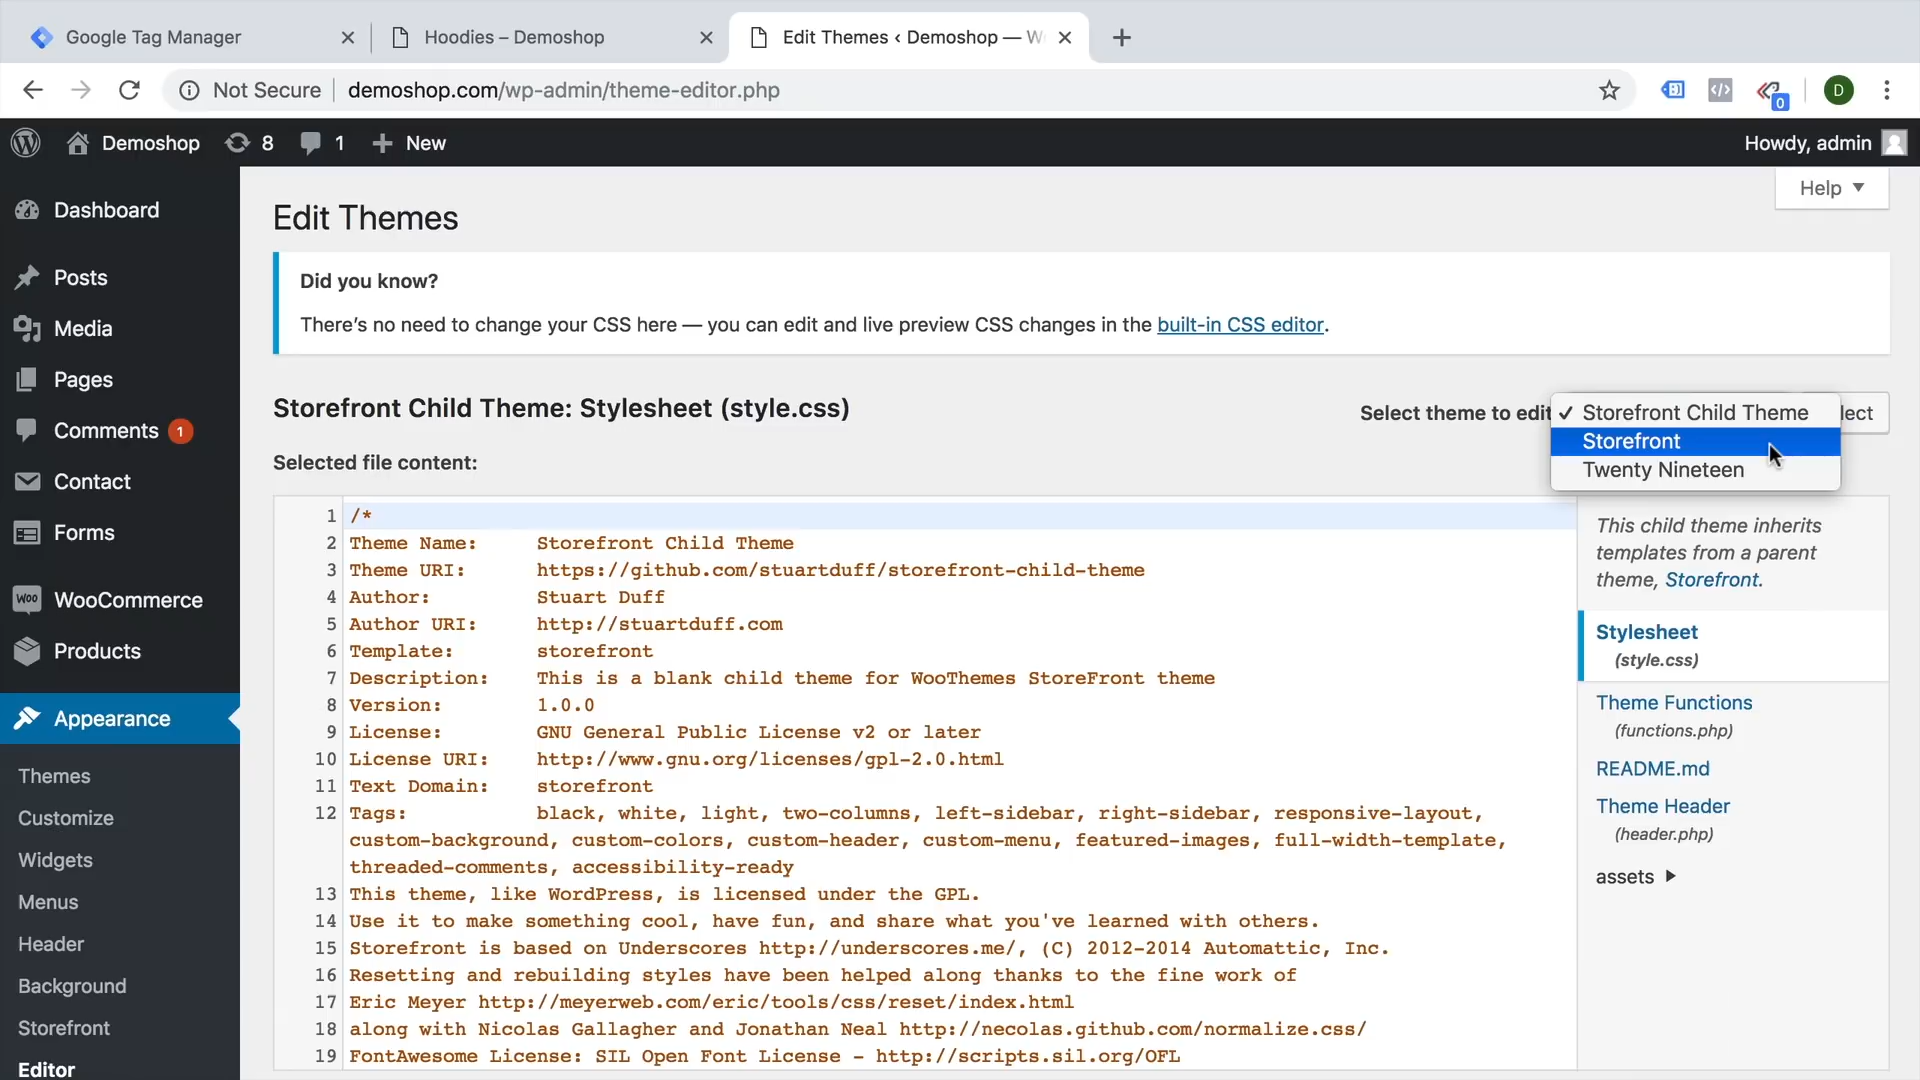 Google Tag Manager
Hoodies – Demoshop
Edit Themes ‹ Demoshop — W
Not Secure
demoshop.com/wp-admin/theme-editor.php
D
0
Demoshop
8
1
New
Howdy, admin
Help
Dashboard
Posts
Media
Pages
Comments 1
Contact
Forms
WOO WooCommerce
Products
Appearance
Themes
Customize
Widgets
Menus
Header
Background
Storefront
Editor
Edit Themes
Did you know?
There’s no need to change your CSS here — you can edit and live preview CSS changes in the built-in CSS editor.
Storefront Child Theme: Stylesheet (style.css)
Select theme to edit
✓ Storefront Child Theme
lect
Storefront
Twenty Nineteen
Selected file content:
1 /*
2 Theme Name: Storefront Child Theme
3 Theme URI: https://github.com/stuartduff/storefront-child-theme
4 Author: Stuart Duff
5 Author URI: http://stuartduff.com
6 Template: storefront
7 Description: This is a blank child theme for WooThemes StoreFront theme
8 Version: 1.0.0
9 License: GNU General Public License v2 or later
10 License URI: http://www.gnu.org/licenses/gpl-2.0.html
11 Text Domain: storefront
12 Tags: black, white, light, two-columns, left-sidebar, right-sidebar, responsive-layout,
custom-background, custom-colors, custom-header, custom-menu, featured-images, full-width-template,
threaded-comments, accessibility-ready
13 This theme, like WordPress, is licensed under the GPL.
14 Use it to make something cool, have fun, and share what you've learned with others.
15 Storefront is based on Underscores http://underscores.me/, (C) 2012-2014 Automattic, Inc.
16 Resetting and rebuilding styles have been helped along thanks to the fine work of
17 Eric Meyer http://meyerweb.com/eric/tools/css/reset/index.html
18 along with Nicolas Gallagher and Jonathan Neal http://necolas.github.com/normalize.css/
19 FontAwesome License: SIL Open Font License - http://scripts.sil.org/OFL
This child theme inherits
templates from a parent
theme, Storefront.
Stylesheet
(style.css)
Theme Functions
(functions.php)
README.md
Theme Header
(header.php)
assets